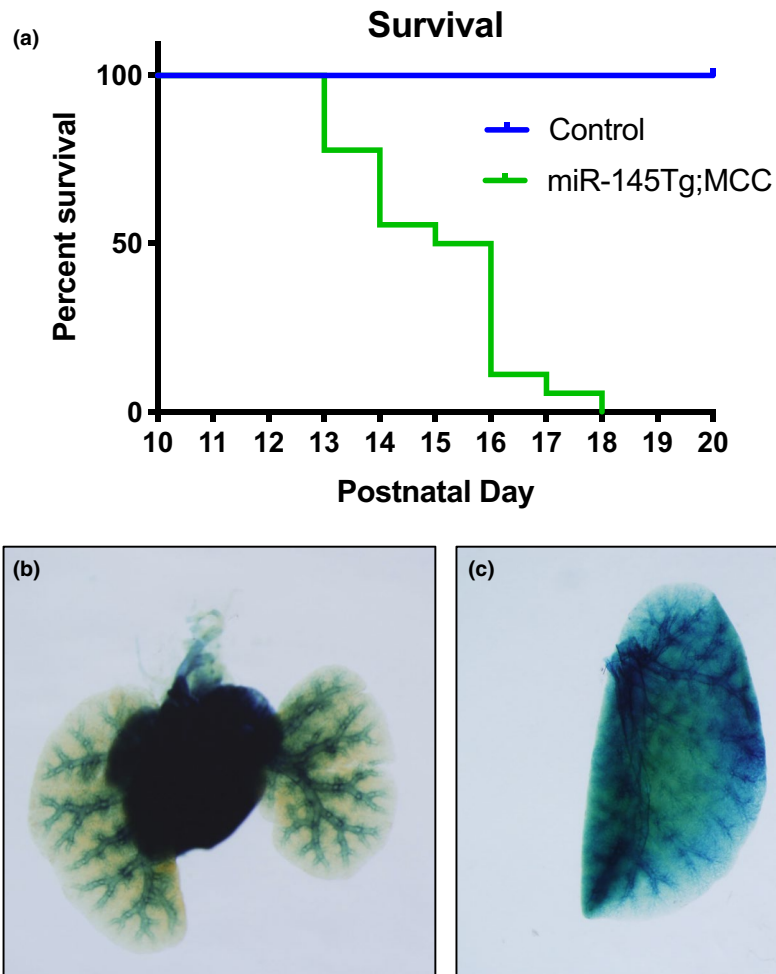 (a)
Survival
100
50
0
Percent survival
Control
miR-145Tg;MCC
10 11 12 13 14 15 16 17 18 19 20
Postnatal Day
(b)
(c)